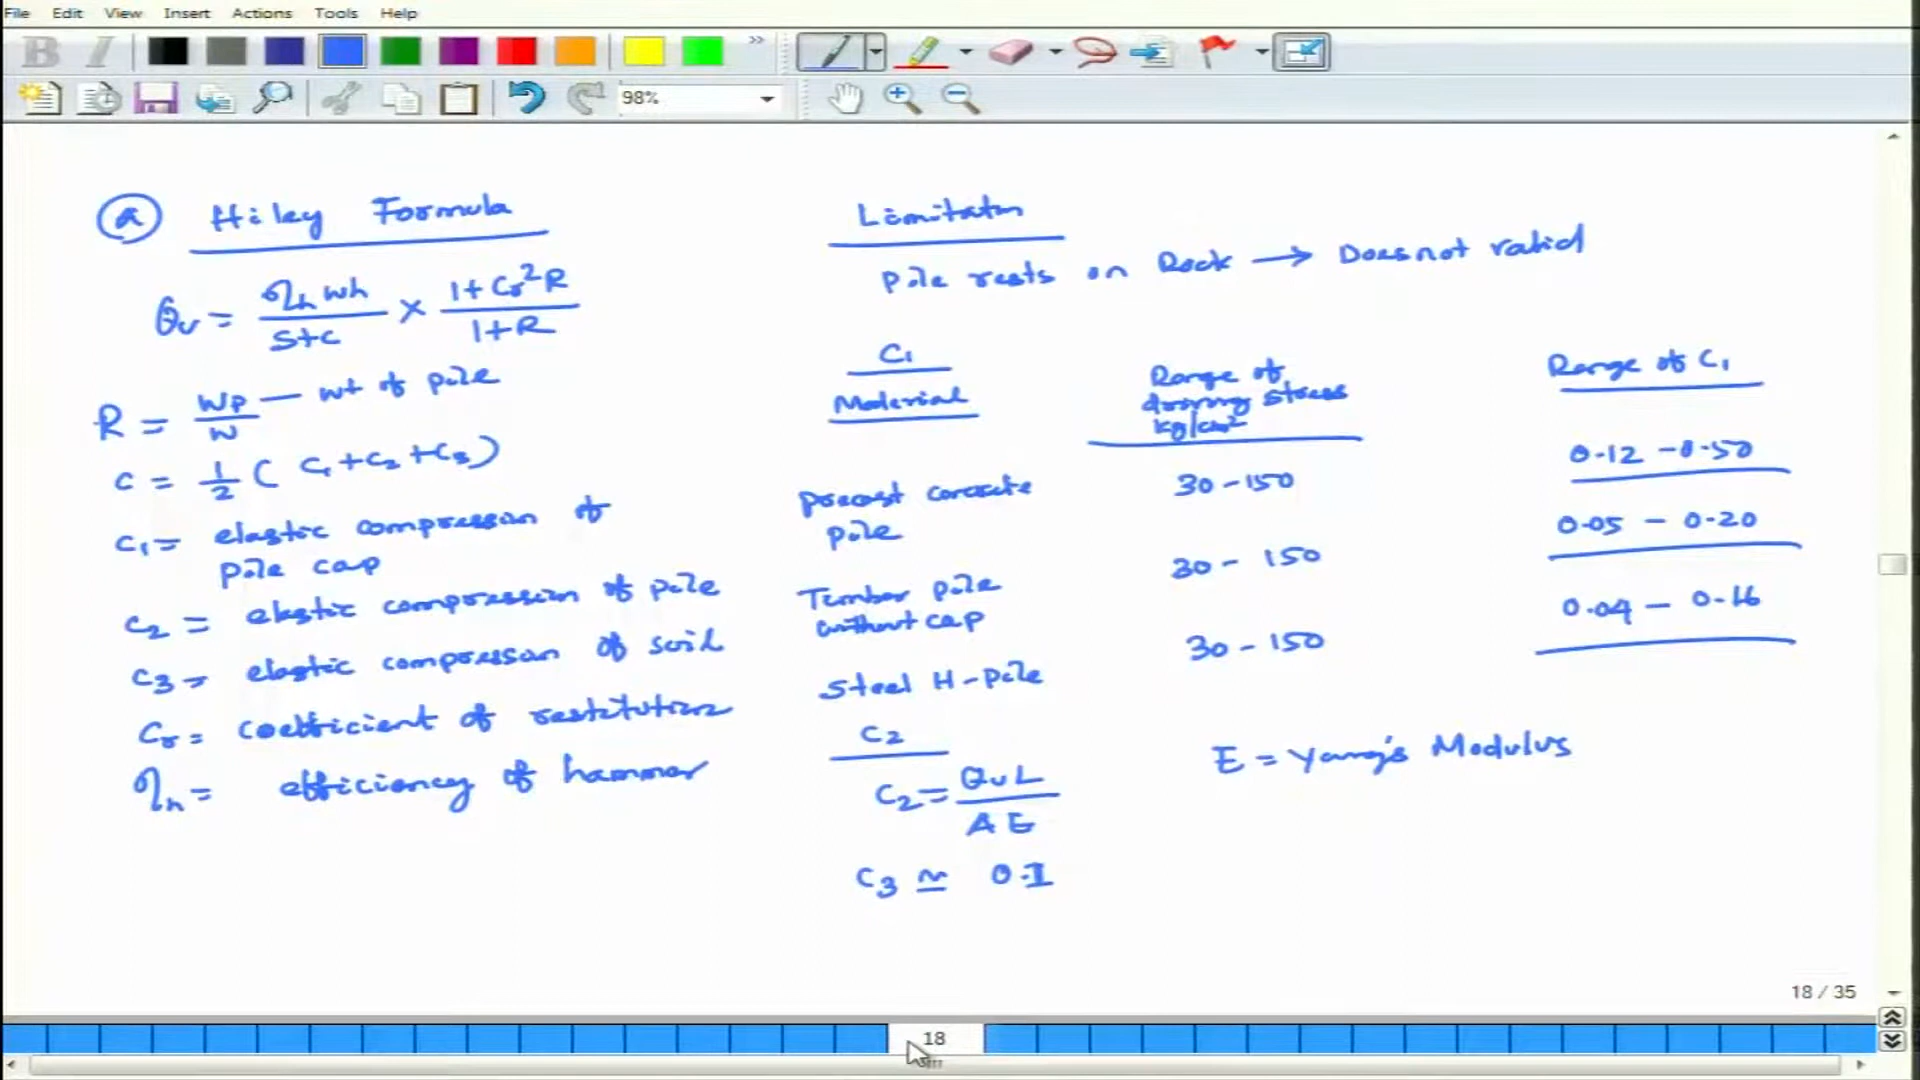 File Edit View Insert Actions Tools Help
98%
(a) Hiley Formula
Qu = ηh Wh / S+C × 1+Cr²R / 1+R
R = Wp / W — wt of pile
C = 1/2 ( C1 + C2 + C3 )
C1 = elastic compression of
pile cap
C2 = elastic compression of pile
C3 = elastic compression of soil
Cr = coefficient of restitution
ηh = efficiency of hammer
Limitatn
Pile rests on Rock → Does not valid
C1
Material
Range of
driving stress
kg/cm²
Range of C1
precast concrete
pile
30 - 150
0.12 - 0.50
Timber pile
without cap
30 - 150
0.05 - 0.20
Steel H-pile
30 - 150
0.04 - 0.16
C2
C2 = Qu L / A E
E = Yang's Modulus
C3 ≃ 0.1
18 / 35
18